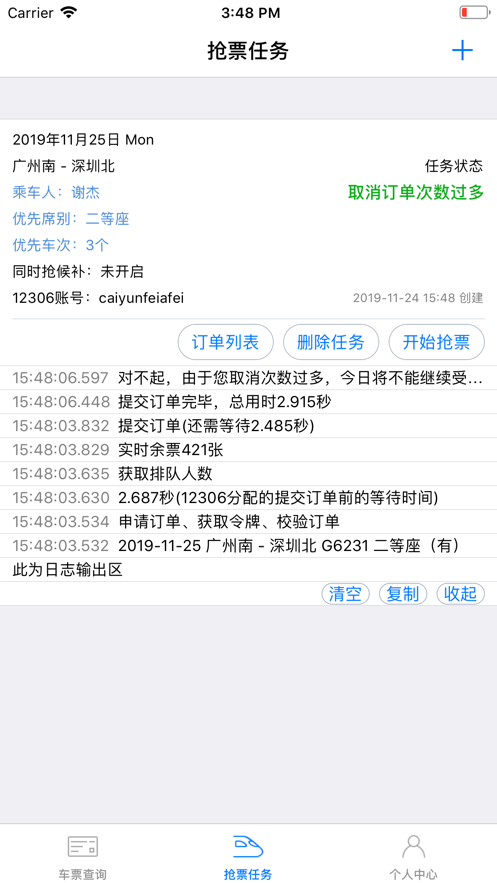 Carrier 3:48 PM
抢票任务
2019年11月25日 Mon
广州南 - 深圳北 任务状态
乘车人：谢杰 取消订单次数过多
优先席别：二等座
优先车次：3个
同时抢候补：未开启
12306账号：caiyunfeiafei 2019-11-24 15:48 创建
订单列表 删除任务 开始抢票
15:48:06.597 对不起，由于您取消次数过多，今日将不能继续受...
15:48:06.448 提交订单完毕，总用时2.915秒
15:48:03.832 提交订单(还需等待2.485秒)
15:48:03.829 实时余票421张
15:48:03.635 获取排队人数
15:48:03.630 2.687秒(12306分配的提交订单前的等待时间)
15:48:03.534 申请订单、获取令牌、校验订单
15:48:03.532 2019-11-25 广州南 - 深圳北 G6231 二等座（有）
此为日志输出区
清空 复制 收起
车票查询 抢票任务 个人中心